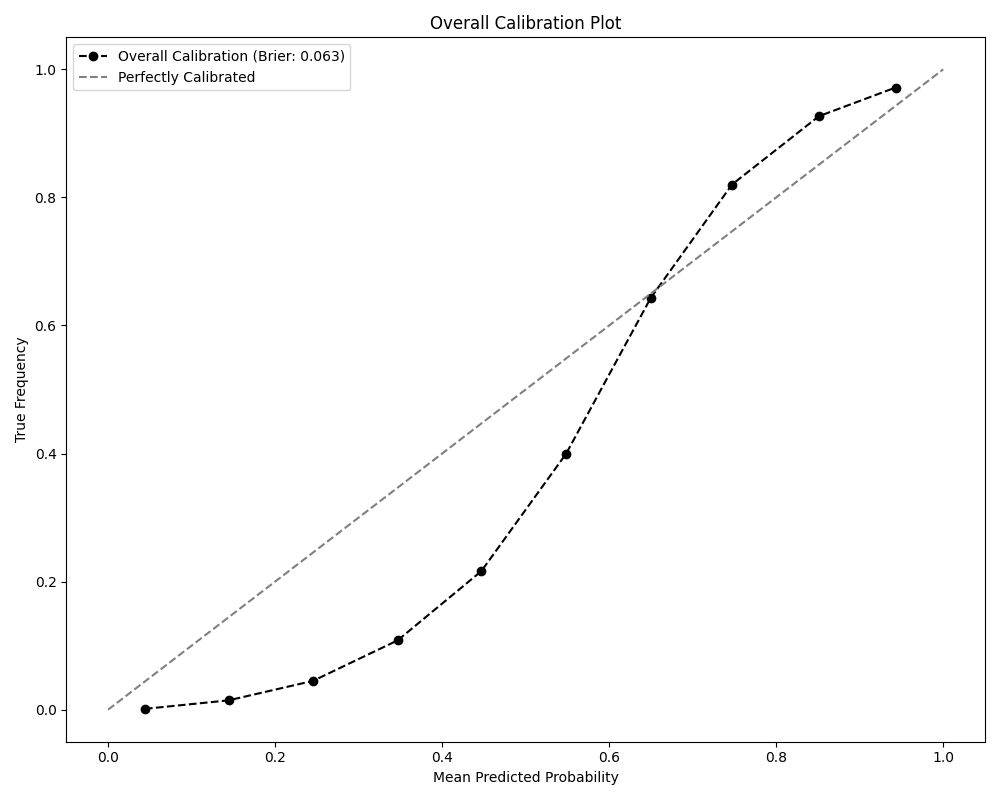 Overall Calibration Plot
Overall Calibration (Brier: 0.063)
Perfectly Calibrated
1.0
0.8
0.6
0.4
0.2
0.0
True Frequency
0.0 0.2 0.4 0.6 0.8 1.0
Mean Predicted Probability